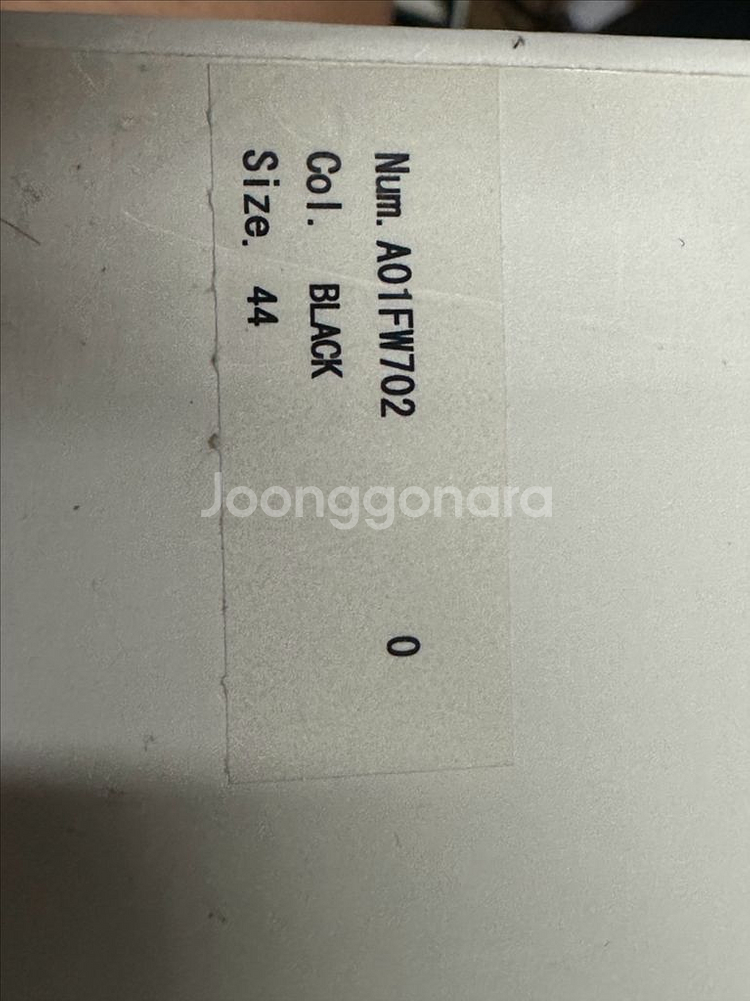 Num. A01FW702 0
Col. BLACK
Size. 44
Joonggonara